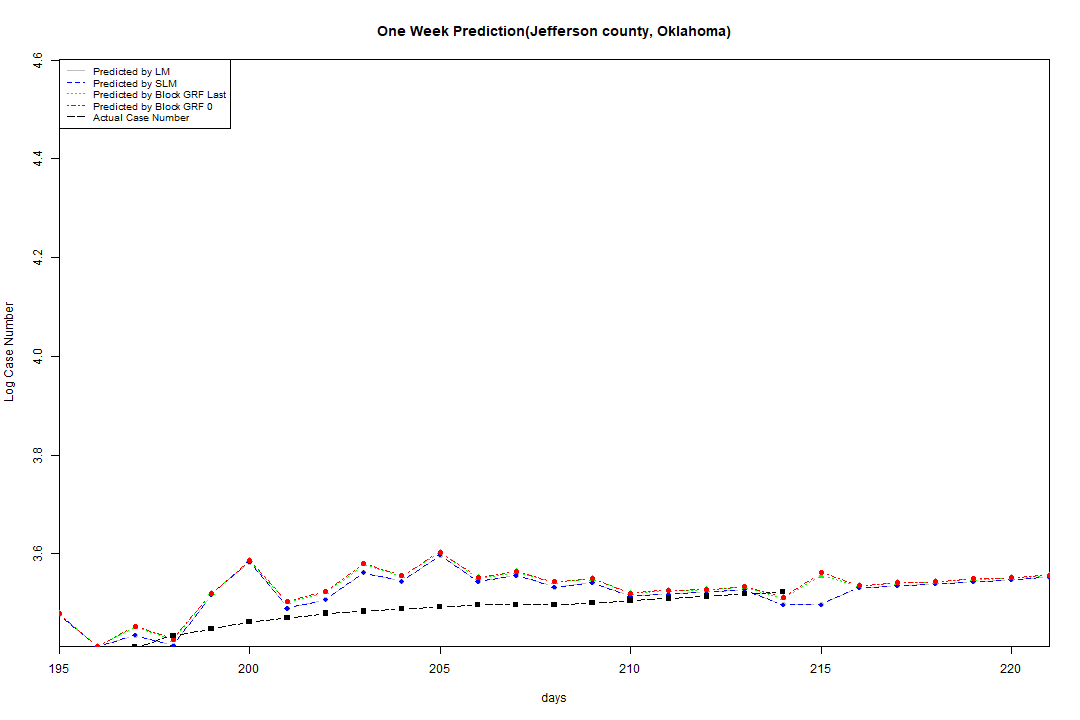 One Week Prediction(Jefferson county, Oklahoma)
Predicted by LM
Predicted by SLM
Predicted by Block GRF Last
Predicted by Block GRF 0
Actual Case Number
4.6
4.4
4.2
4.0
3.8
3.6
Log Case Number
195 200 205 210 215 220
days